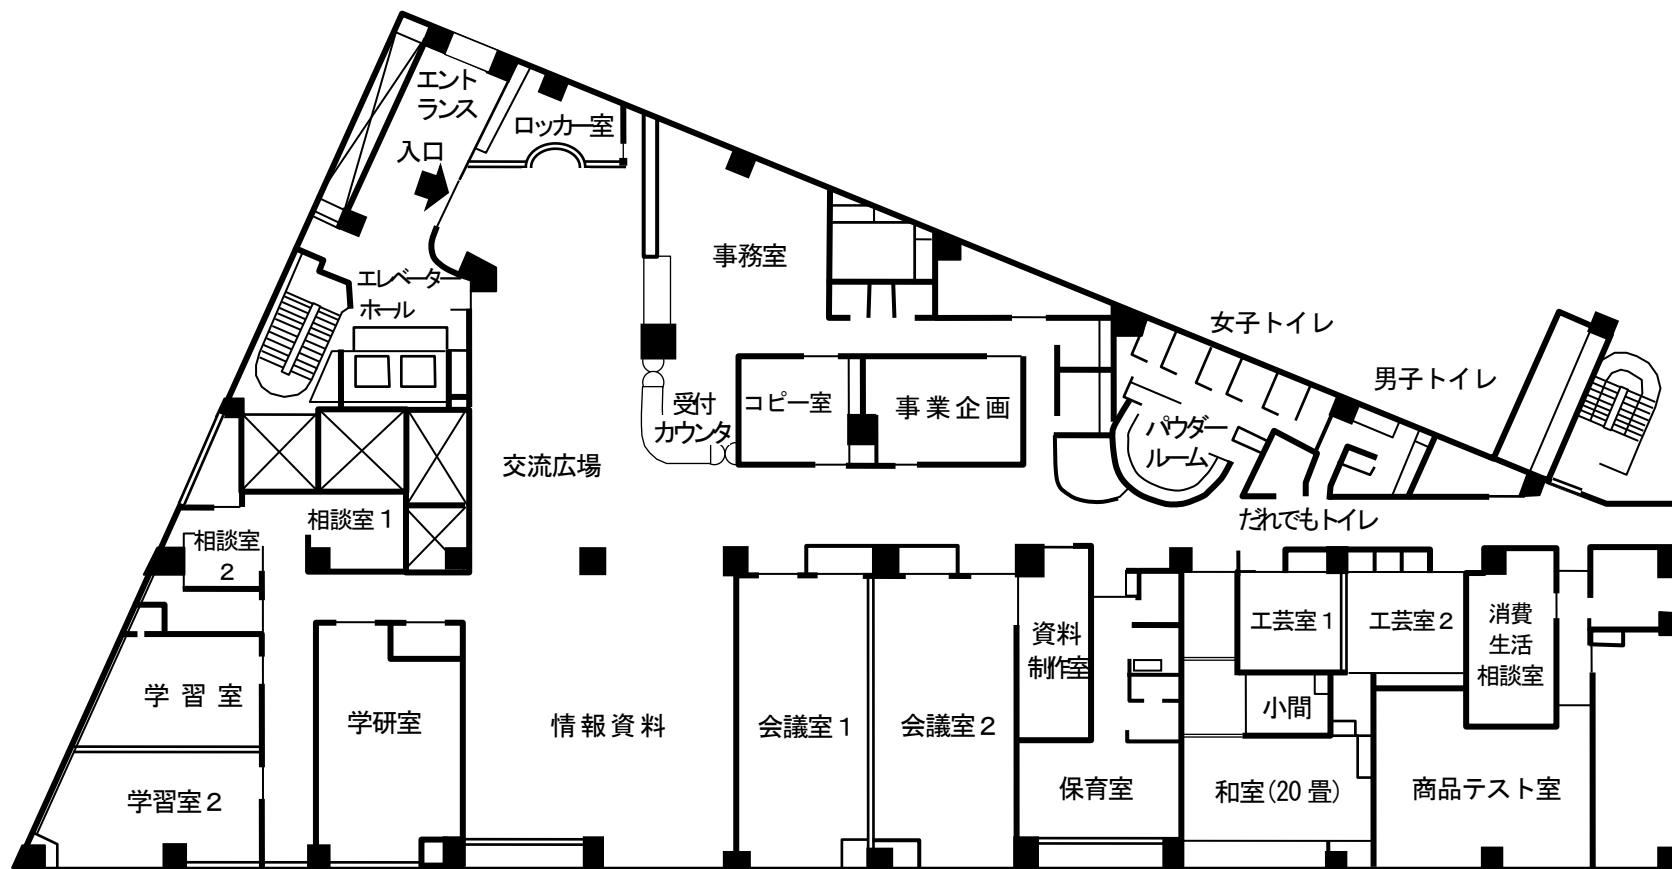 エント
ランス
ロッカー室
入口
事務室
エレベーター
ホール
女子トイレ
男子トイレ
受付
カウンタ
コピー室
事業企画
パウダー
ルーム
交流広場
相談室1
だれでもトイレ
相談室
2
工芸室1
工芸室2
消費
生活
相談室
資料
制作室
学習室
学研室
情報資料
会議室1
会議室2
小間
保育室
和室(20畳)
商品テスト室
学習室2